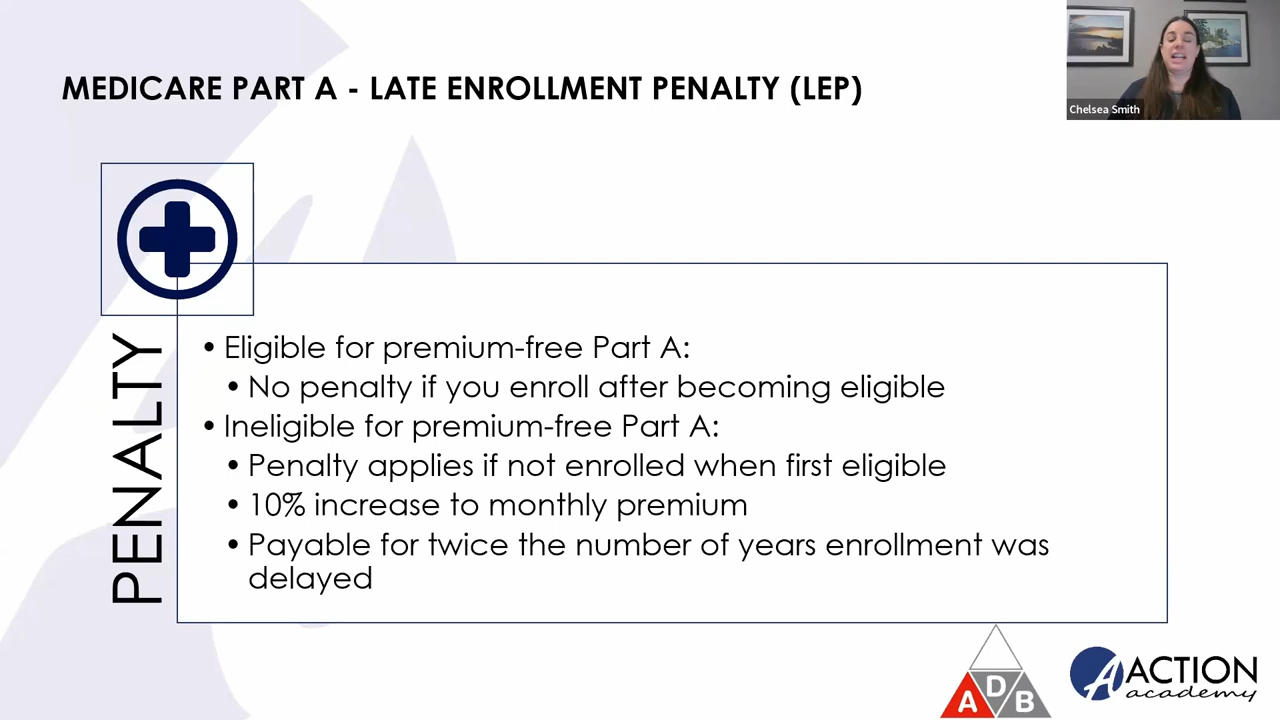 MEDICARE PART A - LATE ENROLLMENT PENALTY (LEP)
Chelsea Smith
PENALTY
• Eligible for premium-free Part A:
• No penalty if you enroll after becoming eligible
• Ineligible for premium-free Part A:
• Penalty applies if not enrolled when first eligible
• 10% increase to monthly premium
• Payable for twice the number of years enrollment was
delayed
A D B
A ACTION
academy